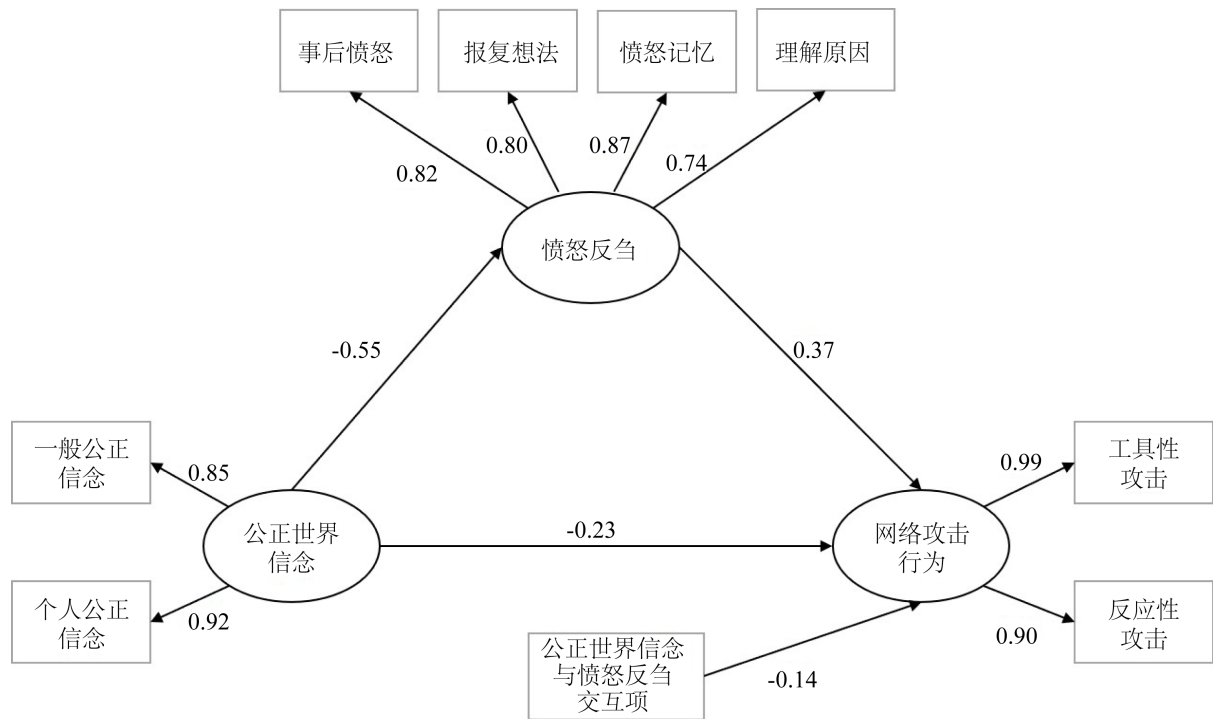 事后愤怒
报复想法
愤怒记忆
理解原因
0.82
0.80
0.87
0.74
愤怒反刍
-0.55
0.37
一般公正
信念
0.85
公正世界
信念
个人公正
信念
0.92
-0.23
网络攻击
行为
0.99
工具性
攻击
0.90
反应性
攻击
公正世界信念
与愤怒反刍
交互项
-0.14